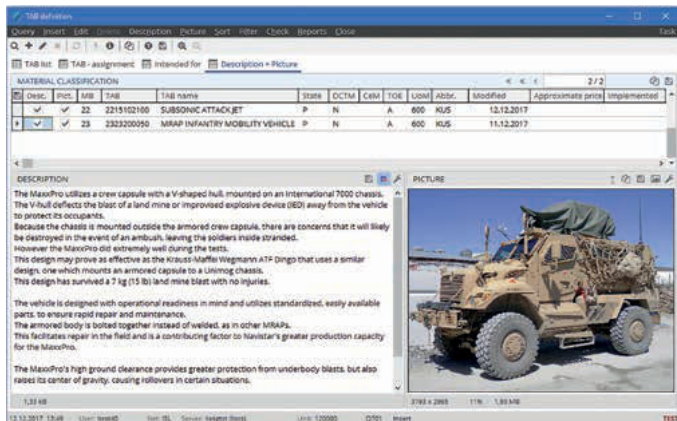 TAB definition
Query Insert Edit Delete Description Picture Sort Filter Check Reports Close Task
TAB list TAB - assignment Intended for Description + Picture
MATERIAL CLASSIFICATION 2 / 2
Desc. Pict. MB TAB TAB name State DCTM CeM TOE UoM Abbr. Modified Approximate price Implemented
22 2215102100 SUBSONIC ATTACK JET P N A 600 KUS 12.12.2017
23 2323200050 MRAP INFANTRY MOBILITY VEHICLE P N A 600 KUS 11.12.2017
DESCRIPTION PICTURE
The MaxxPro utilizes a crew capsule with a V-shaped hull, mounted on an International 7000 chassis.
The V-hull deflects the blast of a land mine or improvised explosive device (IED) away from the vehicle
to protect its occupants.
Because the chassis is mounted outside the armored crew capsule, there are concerns that it will likely
be destroyed in the event of an ambush, leaving the soldiers inside stranded.
However the MaxxPro did extremely well during the tests.
This design may prove as effective as the Krauss-Maffei Wegmann ATF Dingo that uses a similar
design, one which mounts an armored capsule to a Unimog chassis.
This design has survived a 7 kg (15 lb) land mine blast with no injuries.
The vehicle is designed with operational readiness in mind and utilizes standardized, easily available
parts, to ensure rapid repair and maintenance.
The armored body is bolted together instead of welded, as in other MRAPs.
This facilitates repair in the field and is a contributing factor to Navistar's greater production capacity
for the MaxxPro.
The MaxxPro's high ground clearance provides greater protection from underbody blasts, but also
raises its center of gravity, causing rollovers in certain situations.
1,33 kB 11%
Insert TEST